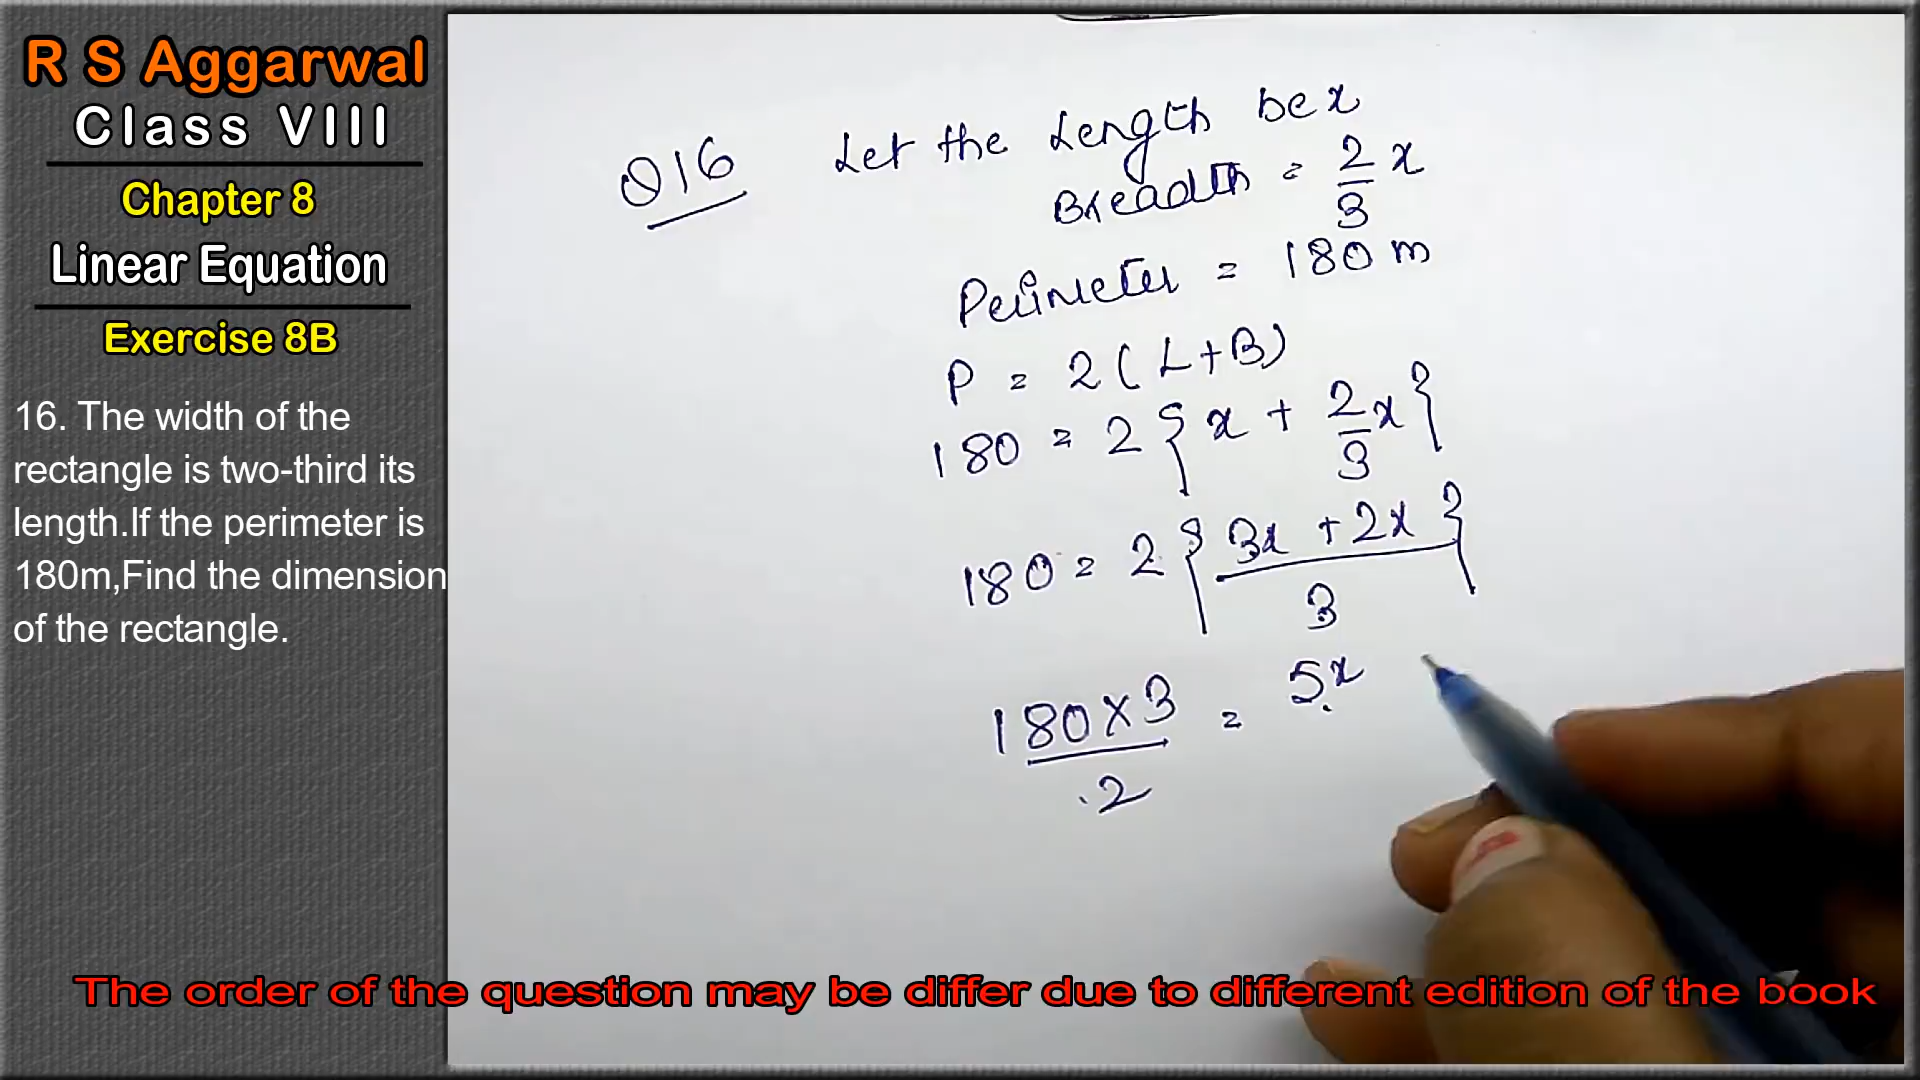 R S Aggarwal
Class VIII
Chapter 8
Linear Equation
Exercise 8B
16. The width of the
rectangle is two-third its
length.If the perimeter is
180m,Find the dimension
of the rectangle.
Q16 Let the Length be x
Breadth = 2/3 x
Perimeter = 180 m
P = 2 ( L+B)
180 = 2 { x + 2/3 x }
180 = 2 { 3x + 2x / 3 }
180 × 3 / 2 = 5x
The order of the question may be differ due to different edition of the book